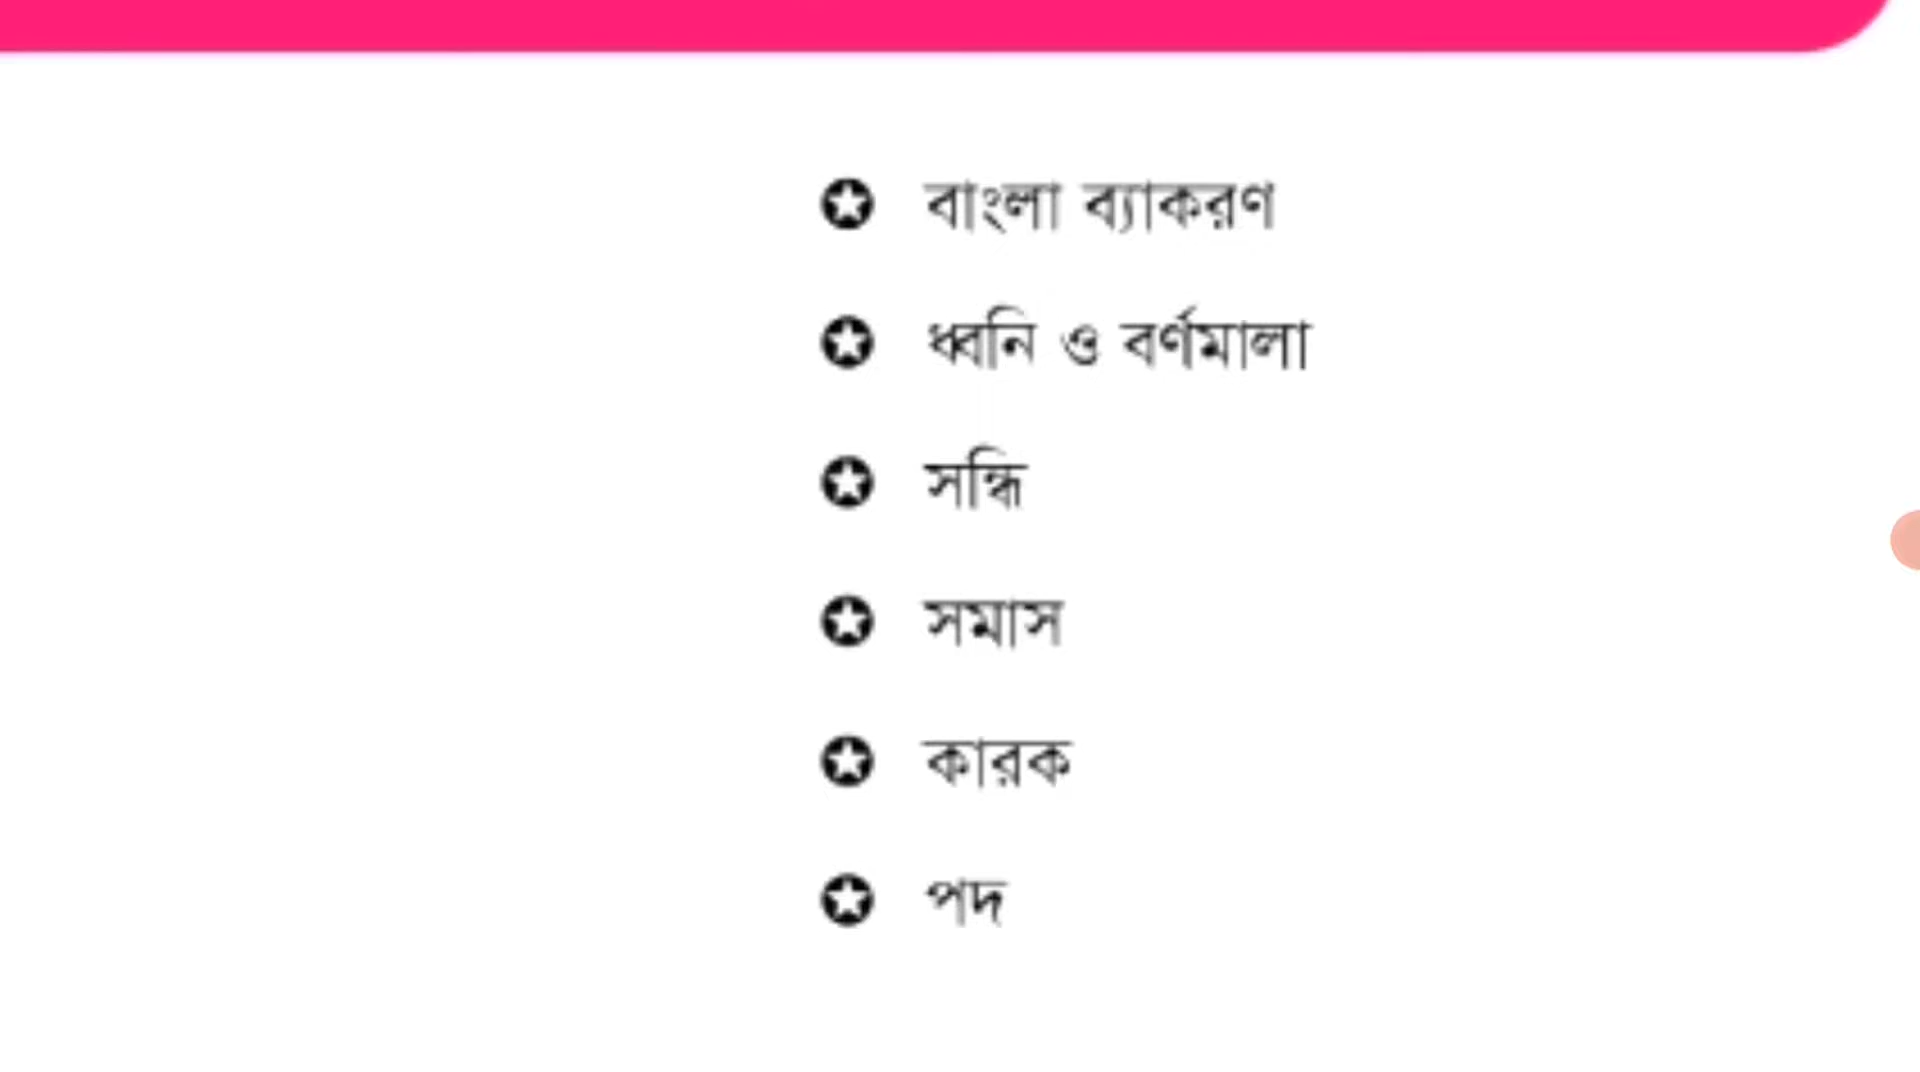 বাংলা ব্যাকরণ
ধ্বনি ও বর্ণমালা
সন্ধি
সমাস
কারক
পদ